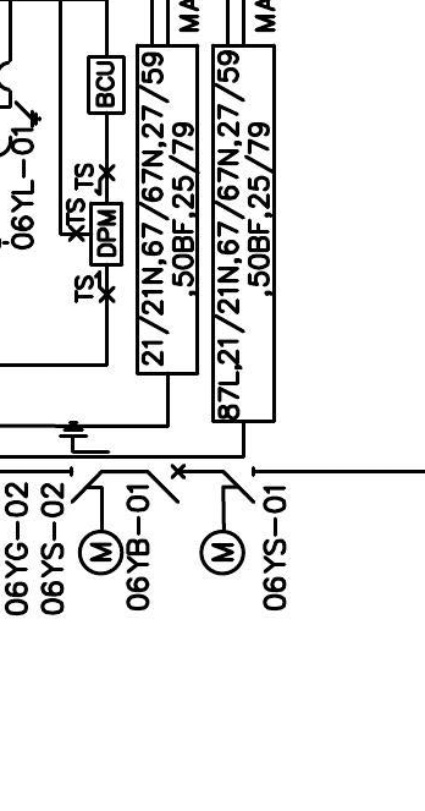 MA
MA
BCU
06YL-01
TS
TS
DPM
TS
21/21N,67/67N,27/59
,50BF,25/79
87L,21/21N,67/67N,27/59
,50BF,25/79
06YG-02
06YS-02
M
06YB-01
M
06YS-01